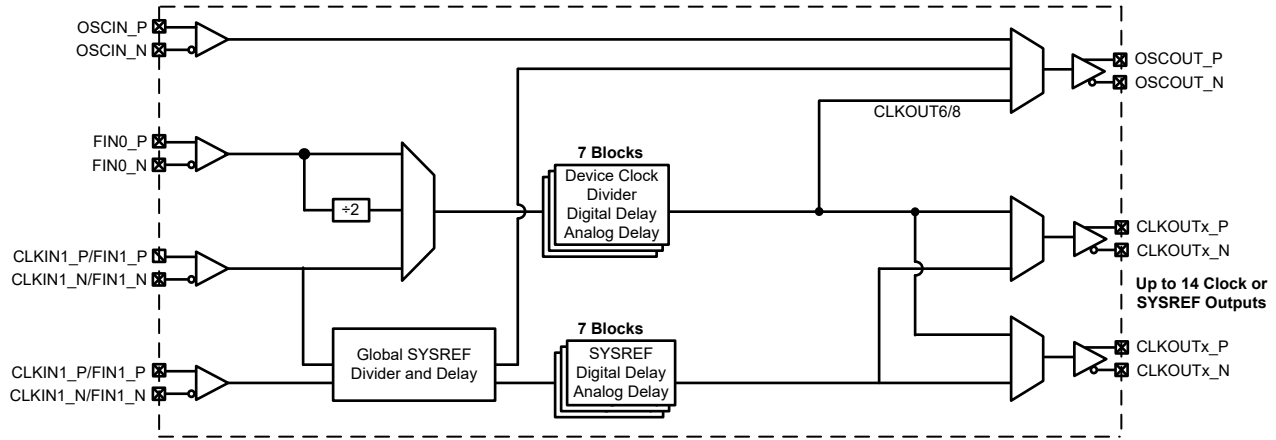 OSCIN_P
OSCIN_N
OSCOUT_P
OSCOUT_N
CLKOUT6/8
FIN0_P
FIN0_N
÷2
7 Blocks
Device Clock
Divider
Digital Delay
Analog Delay
CLKOUTx_P
CLKOUTx_N
CLKIN1_P/FIN1_P
CLKIN1_N/FIN1_N
Up to 14 Clock or
SYSREF Outputs
Global SYSREF
Divider and Delay
7 Blocks
SYSREF
Digital Delay
Analog Delay
CLKIN1_P/FIN1_P
CLKIN1_N/FIN1_N
CLKOUTx_P
CLKOUTx_N